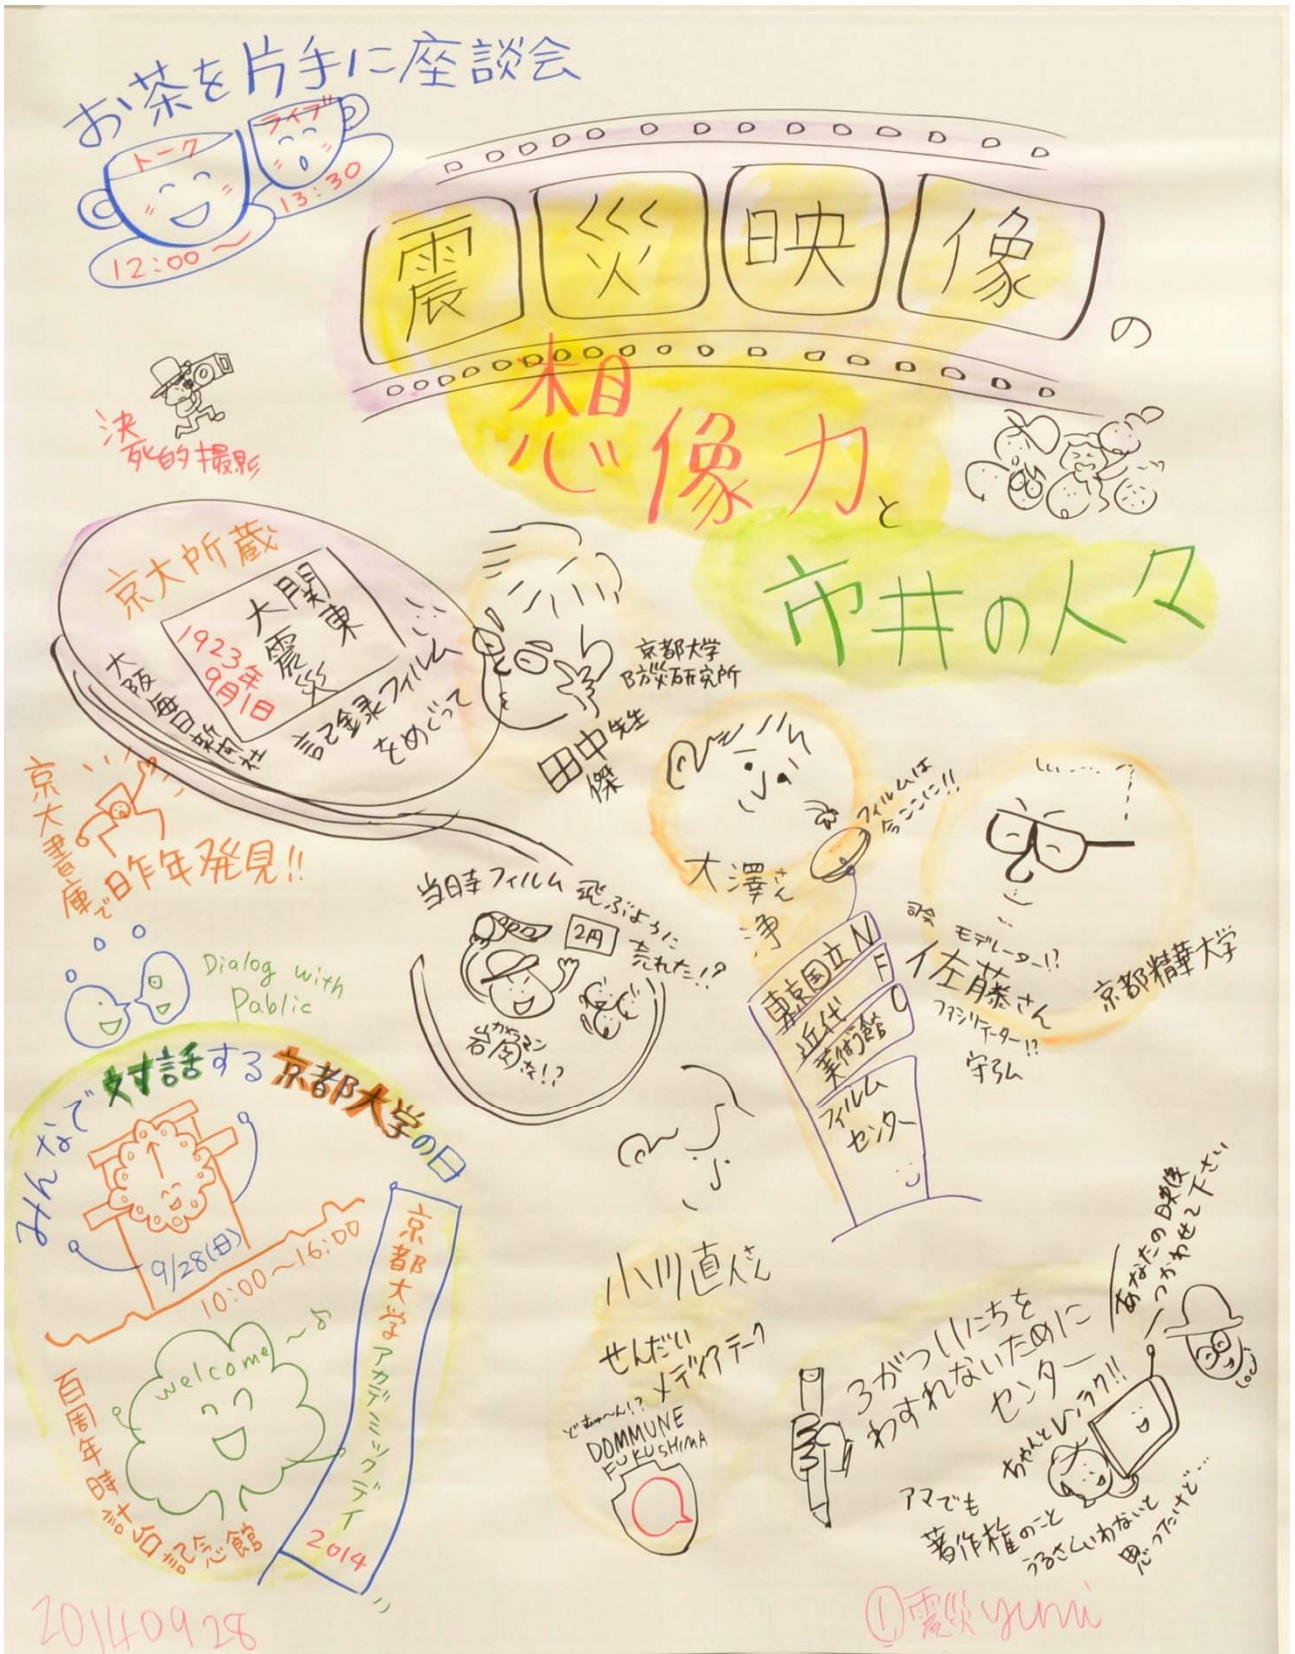 お茶を片手に座談会
トーク
12:00〜
ライブ
13:30
震災映像の
想像力と
市井の人々
決死的撮影
京大所蔵
関東
大震災
1923年
9月1日
大阪毎日新聞社
記録フィルム
をめぐって
京都大学
防災研究所
田中先生
傑
京大書庫で昨年発見!!
大澤さん
浄
フィルムは
今ここに!!
東京国立
近代
美術館
フィルム
センター
NFC
司会
モデレーター!?
佐藤さん
ファシリテーター!?
守弘
京都精華大学
当時フィルム飛ぶように
売れた!?
2円
カメラマン
岩岡さん!?
Dialog with
Pablic
みんなで対話する京都大学の日
9/28(日)
10:00〜16:00
welcome〜♪
百周年時計台記念館
京都大学アカデミックデイ
2014
小川直人さん
せんだい
メディアテーク
どみゅ〜ん!?
DOMMUNE
FUKUSHIMA
3がつ11にちを
わすれないために
センター
あなたの映像
つかわせて下さい
ちゃんとレンラク!!
アマでも
著作権のこと
うるさくいわないと
思ってたけど…
20140928
①震災 yumi